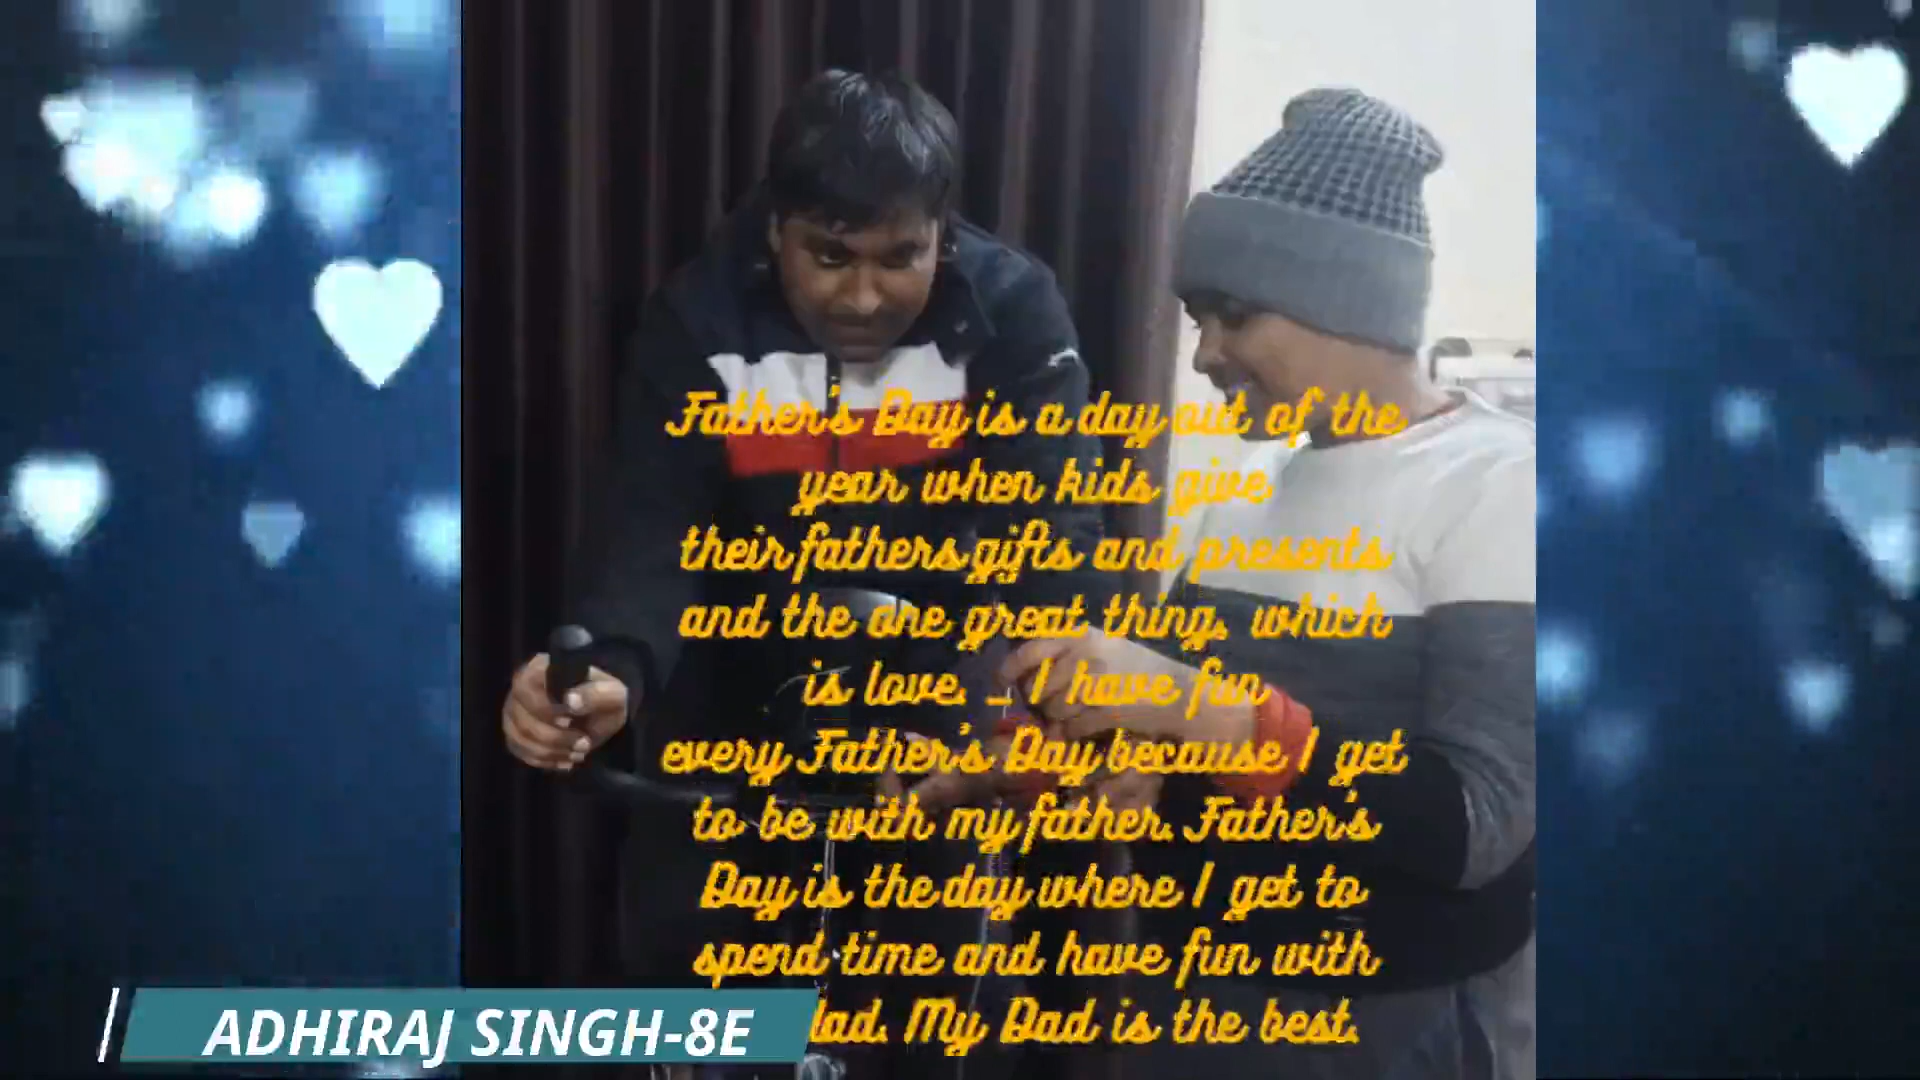 Father's Day is a day out of the
year when kids give
their fathers gifts and presents
and the one great thing, which
is love. _ I have fun
every Father's Day because I get
to be with my father. Father's
Day is the day where I get to
spend time and have fun with
dad. My Dad is the best.
ADHIRAJ SINGH-8E